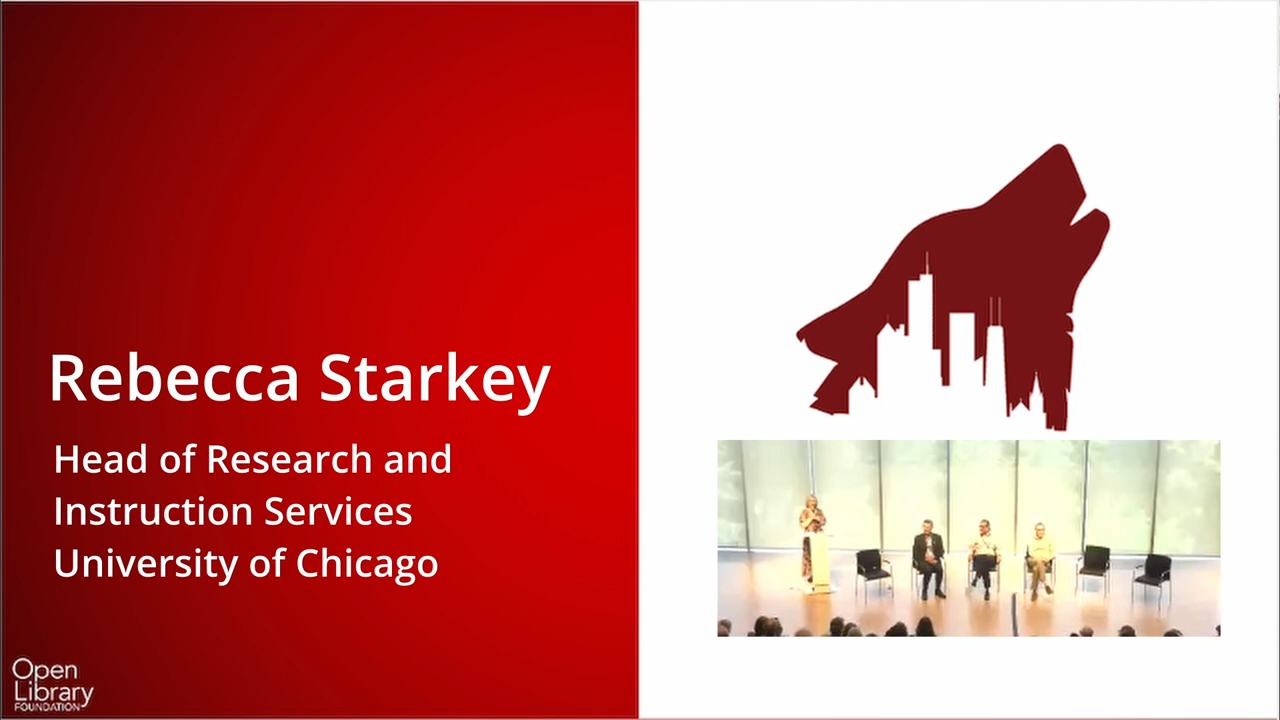 Rebecca Starkey
Head of Research and
Instruction Services
University of Chicago
Open
Library
FOUNDATION